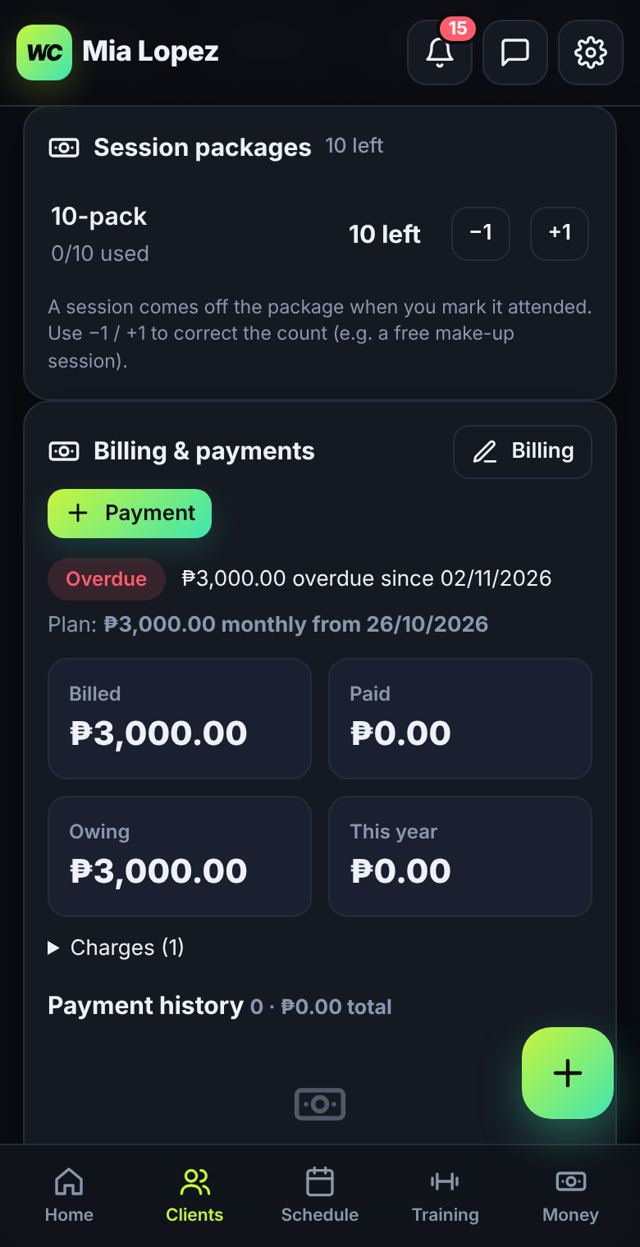 WC Mia Lopez 15
Session packages 10 left
10-pack
0/10 used
10 left −1 +1
A session comes off the package when you mark it attended.
Use −1 / +1 to correct the count (e.g. a free make-up
session).
Billing & payments Billing
+ Payment
Overdue ₱3,000.00 overdue since 02/11/2026
Plan: ₱3,000.00 monthly from 26/10/2026
Billed
₱3,000.00
Paid
₱0.00
Owing
₱3,000.00
This year
₱0.00
Charges (1)
Payment history 0 · ₱0.00 total
Home Clients Schedule Training Money